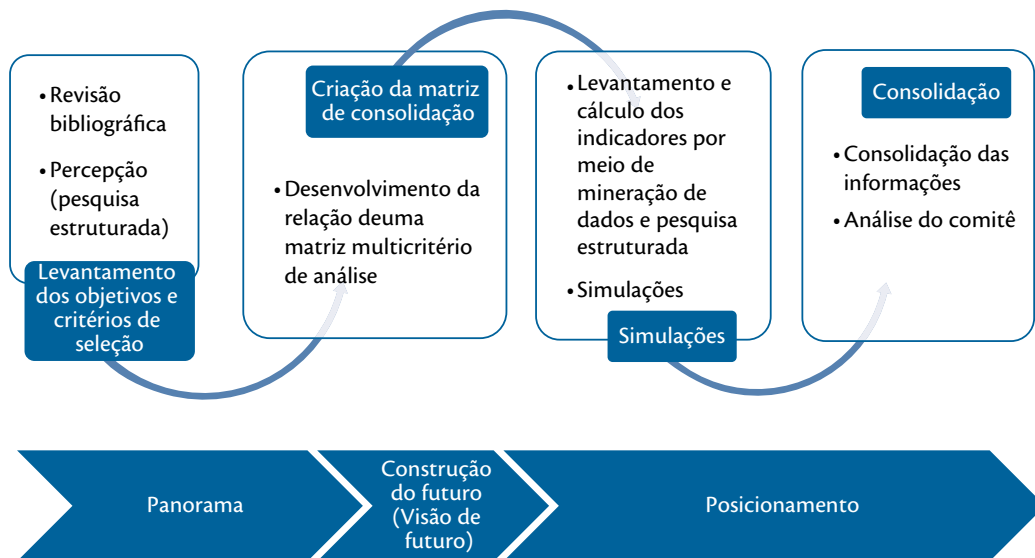 • Revisão
bibliográfica
• Percepção
(pesquisa
estruturada)
Levantamento
dos objetivos e
critérios de
seleção
Criação da matriz
de consolidação
• Desenvolvimento da
relação deuma
matriz multicritério
de análise
• Levantamento e
cálculo dos
indicadores por
meio de
mineração de
dados e pesquisa
estruturada
• Simulações
Simulações
Consolidação
• Consolidação das
informações
• Análise do comitê
Panorama
Construção
do futuro
(Visão de
futuro)
Posicionamento